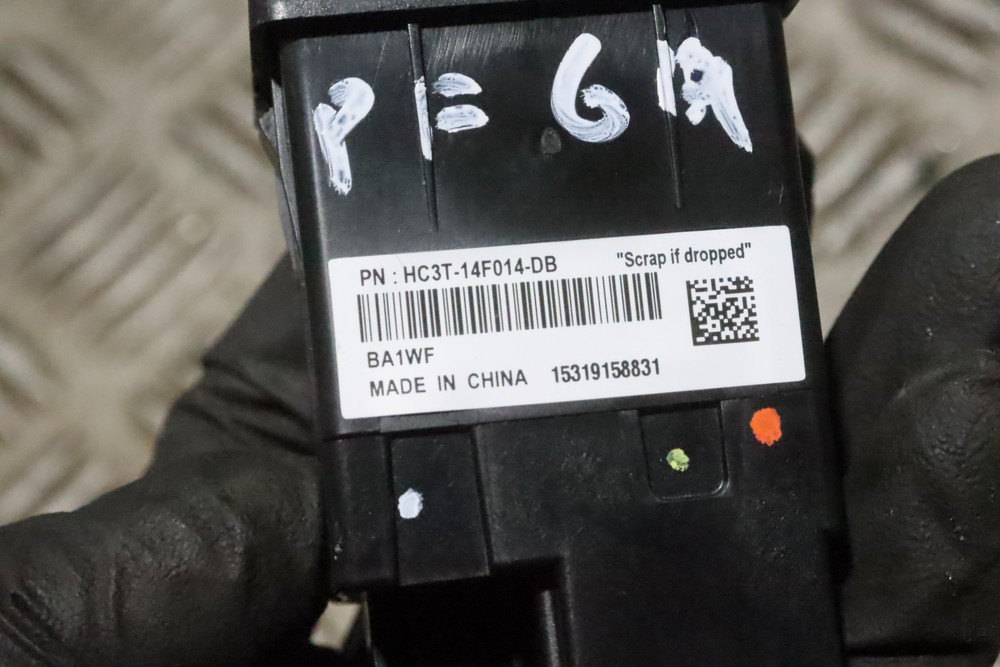 P = 6A
PN : HC3T-14F014-DB "Scrap if dropped"
BA1WF
MADE IN CHINA 15319158831